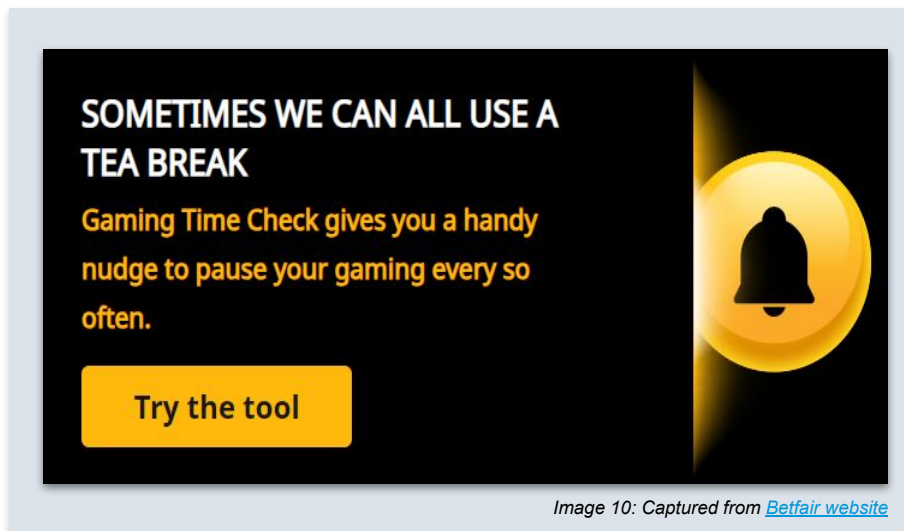 SOMETIMES WE CAN ALL USE A
TEA BREAK
Gaming Time Check gives you a handy
nudge to pause your gaming every so
often.
Try the tool
Image 10: Captured from Betfair website